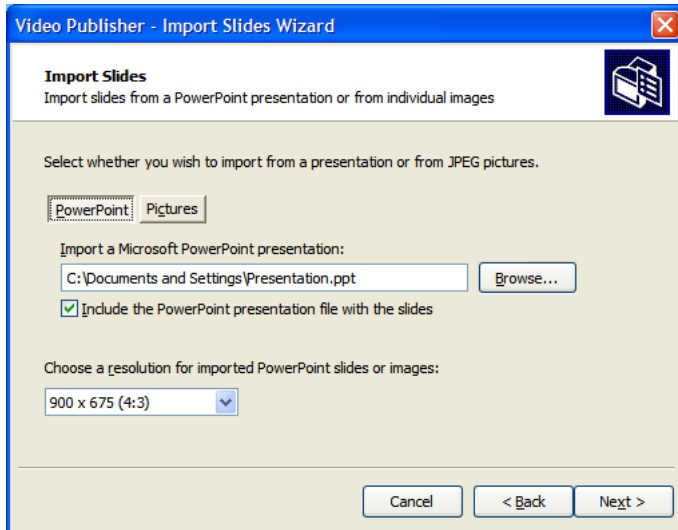 Video Publisher - Import Slides Wizard
Import Slides
Import slides from a PowerPoint presentation or from individual images
Select whether you wish to import from a presentation or from JPEG pictures.
PowerPoint Pictures
Import a Microsoft PowerPoint presentation:
C:\Documents and Settings\Presentation.ppt Browse...
Include the PowerPoint presentation file with the slides
Choose a resolution for imported PowerPoint slides or images:
900 x 675 (4:3)
Cancel < Back Next >